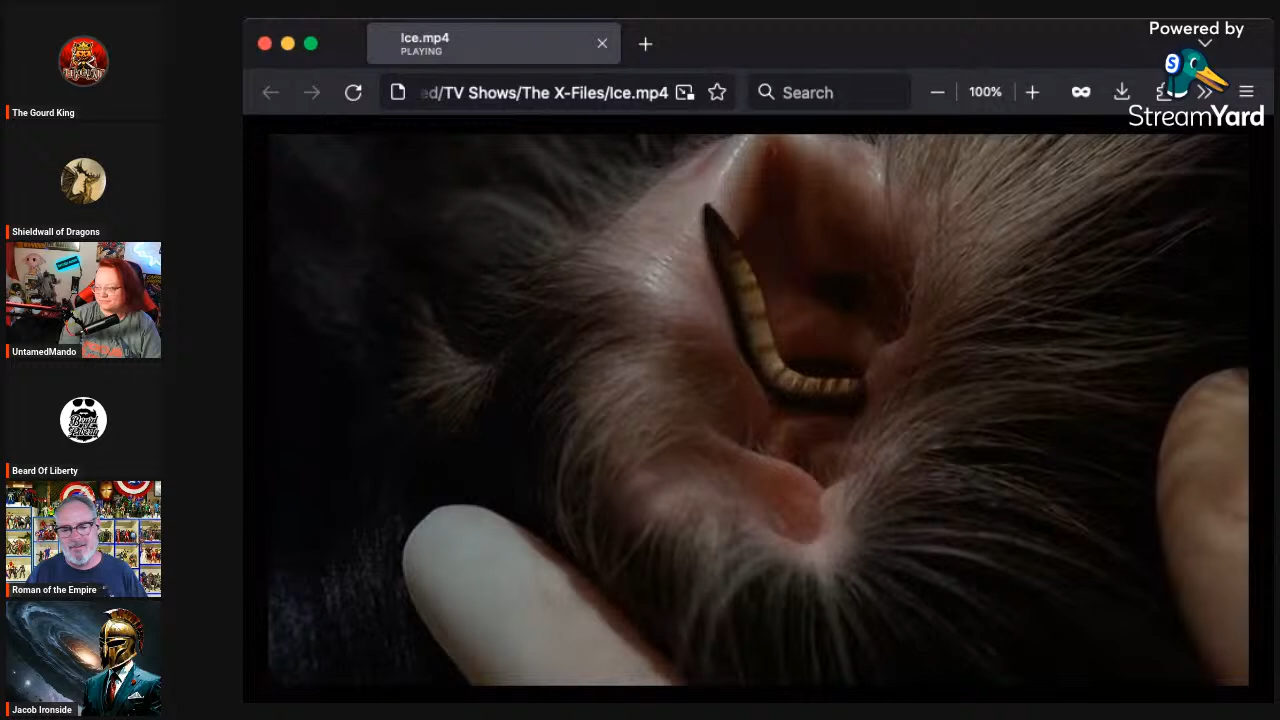 The Gourd King
Shieldwall of Dragons
UntamedMando
Beard Of Liberty
Roman of the Empire
Jacob Ironside
Ice.mp4
PLAYING
ed/TV Shows/The X-Files/Ice.mp4
Search
100%
Powered by
S
StreamYard